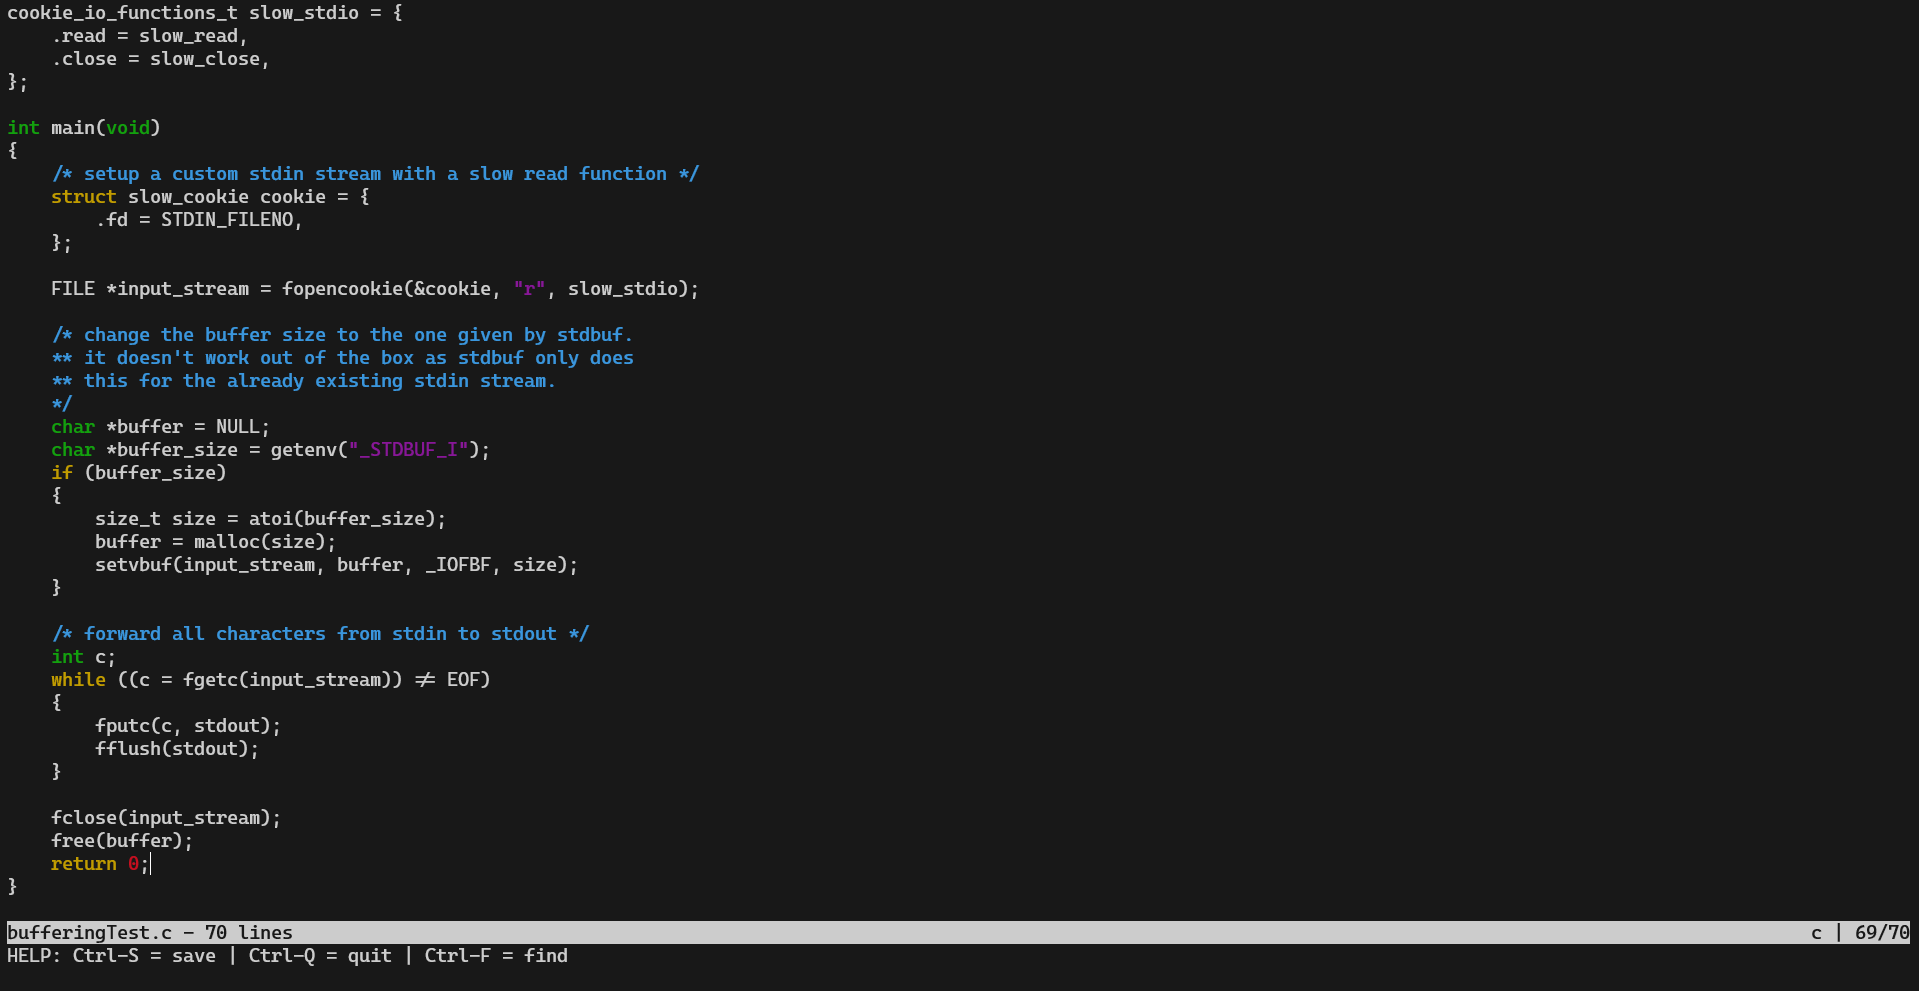 cookie_io_functions_t slow_stdio = {
    .read = slow_read,
    .close = slow_close,
};

int main(void)
{
    /* setup a custom stdin stream with a slow read function */
    struct slow_cookie cookie = {
        .fd = STDIN_FILENO,
    };

    FILE *input_stream = fopencookie(&cookie, "r", slow_stdio);

    /* change the buffer size to the one given by stdbuf.
    ** it doesn't work out of the box as stdbuf only does
    ** this for the already existing stdin stream.
    */
    char *buffer = NULL;
    char *buffer_size = getenv("_STDBUF_I");
    if (buffer_size)
    {
        size_t size = atoi(buffer_size);
        buffer = malloc(size);
        setvbuf(input_stream, buffer, _IOFBF, size);
    }

    /* forward all characters from stdin to stdout */
    int c;
    while ((c = fgetc(input_stream)) != EOF)
    {
        fputc(c, stdout);
        fflush(stdout);
    }

    fclose(input_stream);
    free(buffer);
    return 0;
}

bufferingTest.c - 70 lines c | 69/70
HELP: Ctrl-S = save | Ctrl-Q = quit | Ctrl-F = find